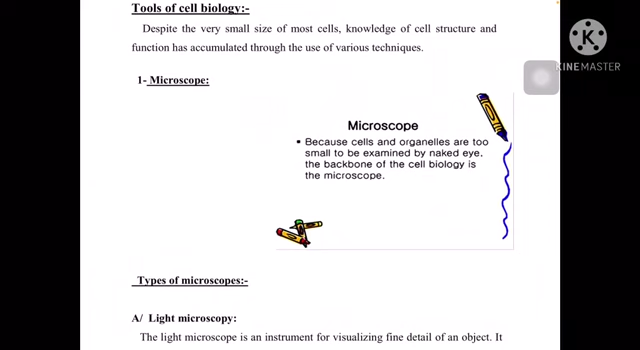 Tools of cell biology:-
Despite the very small size of most cells, knowledge of cell structure and
function has accumulated through the use of various techniques.
1- Microscope:
Microscope
▪ Because cells and organelles are too
small to be examined by naked eye,
the backbone of the cell biology is
the microscope.
Types of microscopes:-
A/ Light microscopy:
The light microscope is an instrument for visualizing fine detail of an object. It
K
KINEMASTER